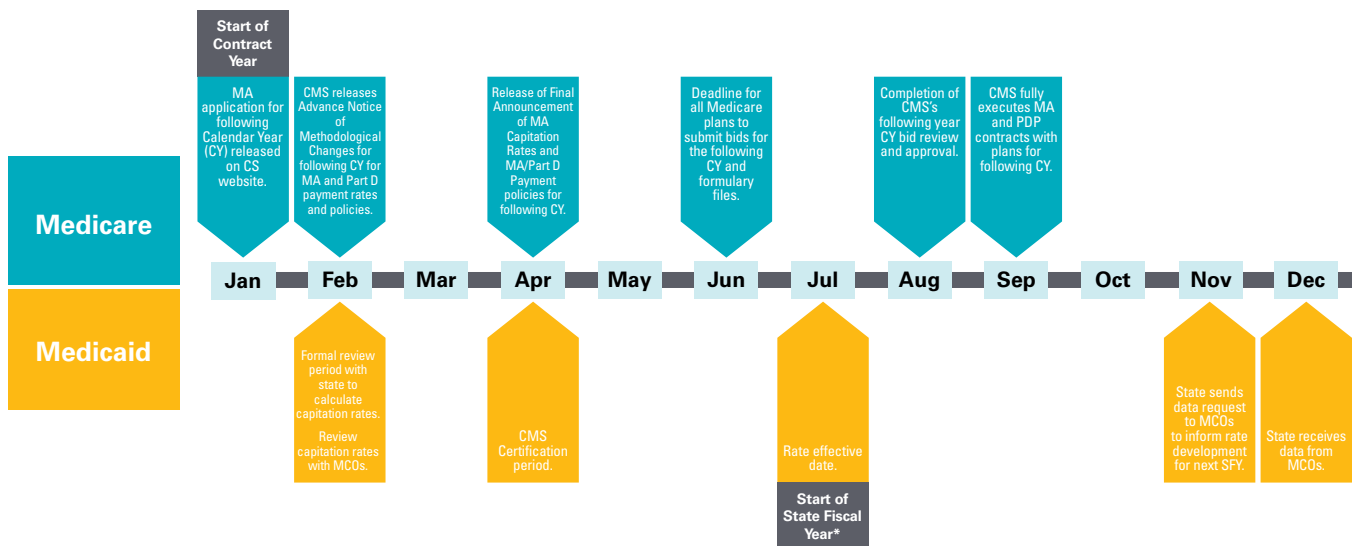 Start of
Contract
Year
MA
application for
following
Calendar Year
(CY) released
on CS
website.
CMS releases
Advance Notice
of
Methodological
Changes for
following CY for
MA and Part D
payment rates
and policies.
Release of Final
Announcement
of MA
Capitation
Rates and
MA/Part D
Payment
policies for
following CY.
Deadline for
all Medicare
plans to
submit bids for
the following
CY and
formulary
files.
Completion of
CMS's
following year
CY bid review
and approval.
CMS fully
executes MA
and PDP
contracts with
plans for
following CY.
Medicare
Jan Feb Mar Apr May Jun Jul Aug Sep Oct Nov Dec
Medicaid
Formal review
period with
state to
calculate
capitation rates.
Review
capitation rates
with MCOs.
CMS
Certification
period.
Rate effective
date.
Start of
State Fiscal
Year*
State sends
data request
to MCOs
to inform rate
development
for next SFY.
State receives
data from
MCOs.